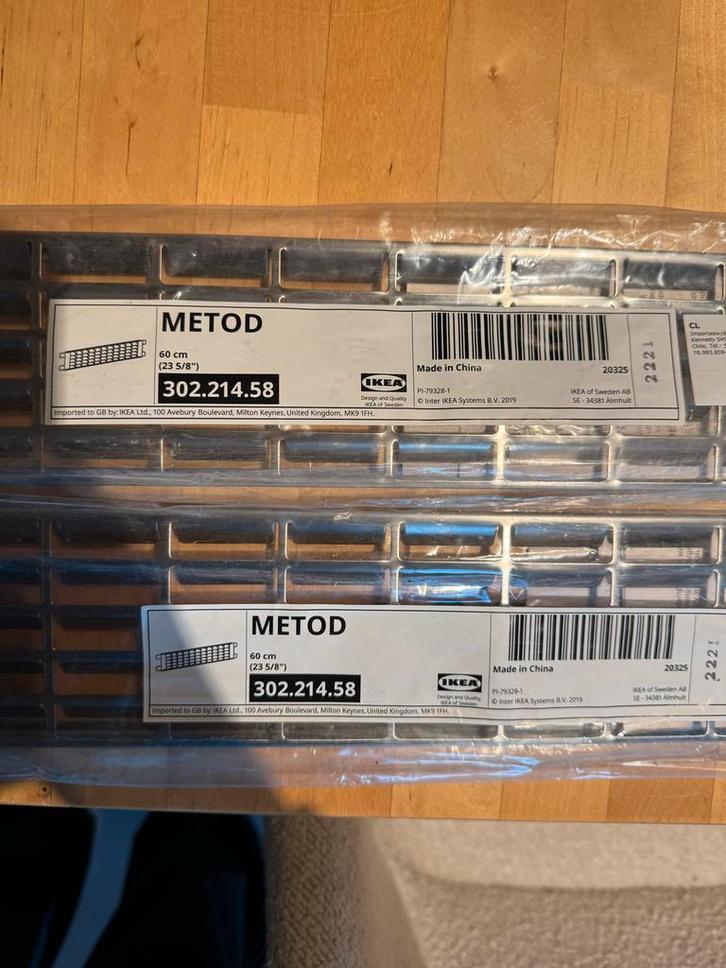 METOD
60 cm
(23 5/8")
302.214.58
IKEA
Design and Quality
IKEA of Sweden
Made in China
20325
PI-79328-1
© Inter IKEA Systems B.V. 2019
IKEA of Sweden AB
SE - 34381 Älmhult
2221
Imported to GB by: IKEA Ltd., 100 Avebury Boulevard, Milton Keynes, United Kingdom, MK9 1FH.
CL
Kennedy
Chile, Tel.:
METOD
60 cm
(23 5/8")
302.214.58
IKEA
Design and Quality
IKEA of Sweden
Made in China
20325
PI-79328-1
© Inter IKEA Systems B.V. 2019
IKEA of Sweden AB
SE - 34381 Älmhult
2221
Imported to GB by: IKEA Ltd., 100 Avebury Boulevard, Milton Keynes, United Kingdom, MK9 1FH.